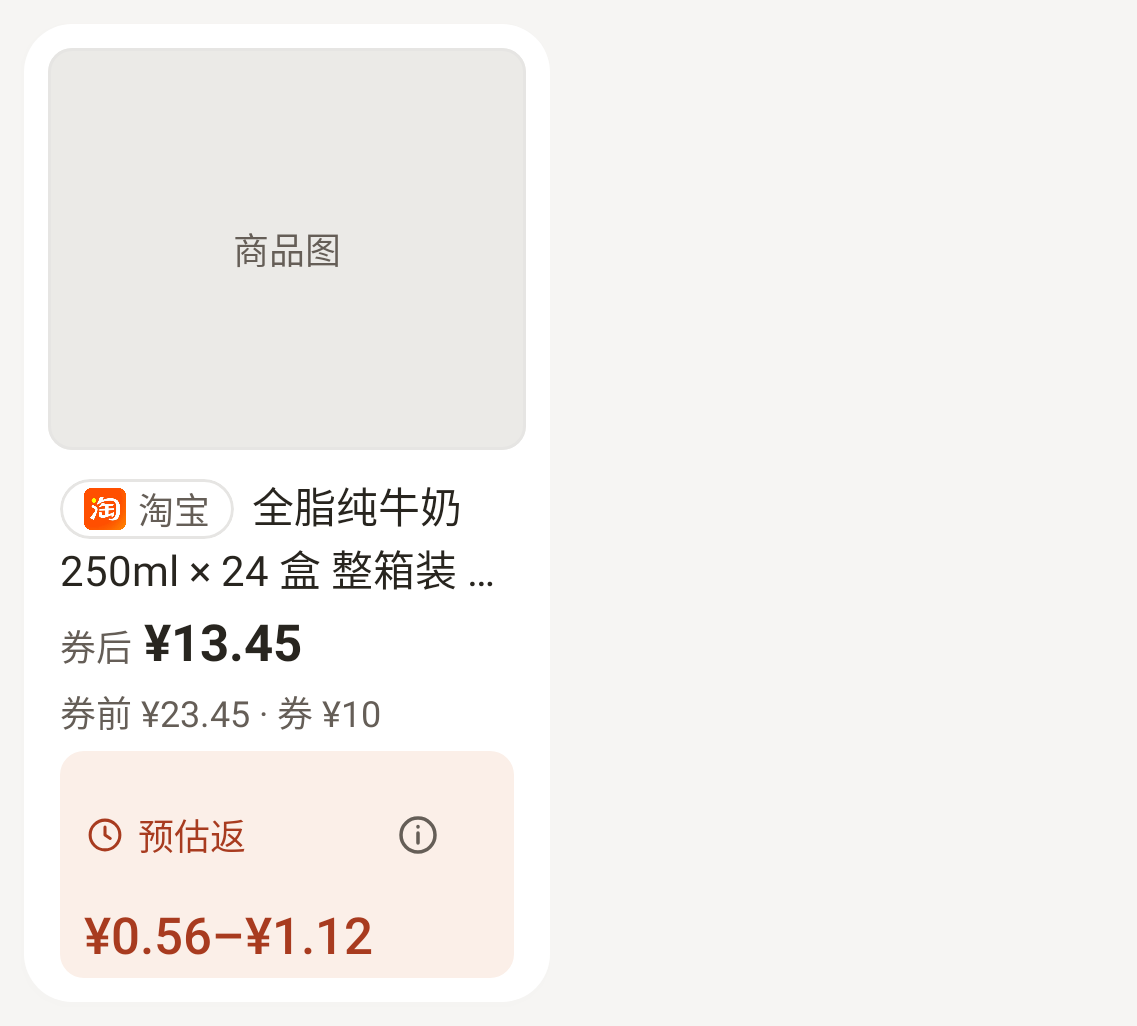 商品图
淘 淘宝 全脂纯牛奶
250ml × 24 盒 整箱装 ...
券后 ¥13.45
券前 ¥23.45 · 券 ¥10
预估返
¥0.56–¥1.12